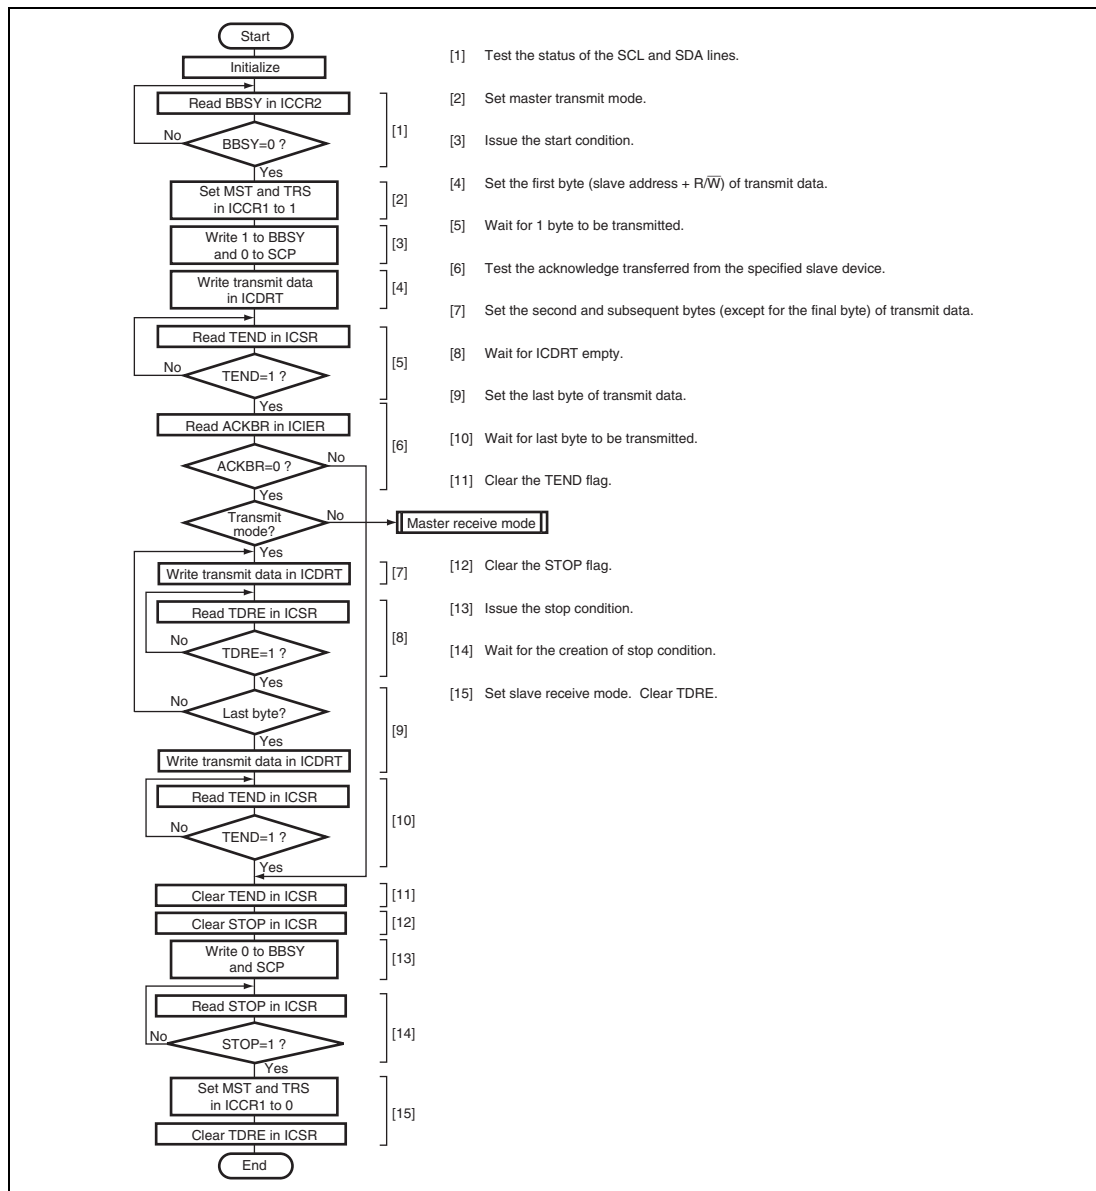 Start
Initialize
Read BBSY in ICCR2
BBSY=0 ?
No
Yes
[1]
Set MST and TRS
in ICCR1 to 1
[2]
Write 1 to BBSY
and 0 to SCP
[3]
Write transmit data
in ICDRT
[4]
Read TEND in ICSR
No
TEND=1 ?
Yes
[5]
Read ACKBR in ICIER
ACKBR=0 ?
No
Yes
[6]
Transmit
mode?
No
Yes
Master receive mode
Write transmit data in ICDRT
[7]
Read TDRE in ICSR
No
TDRE=1 ?
Yes
[8]
No
Last byte?
Yes
[9]
Write transmit data in ICDRT
Read TEND in ICSR
No
TEND=1 ?
Yes
[10]
Clear TEND in ICSR
[11]
Clear STOP in ICSR
[12]
Write 0 to BBSY
and SCP
[13]
Read STOP in ICSR
No
STOP=1 ?
Yes
[14]
Set MST and TRS
in ICCR1 to 0
[15]
Clear TDRE in ICSR
End
[1] Test the status of the SCL and SDA lines.
[2] Set master transmit mode.
[3] Issue the start condition.
[4] Set the first byte (slave address + R/W̅) of transmit data.
[5] Wait for 1 byte to be transmitted.
[6] Test the acknowledge transferred from the specified slave device.
[7] Set the second and subsequent bytes (except for the final byte) of transmit data.
[8] Wait for ICDRT empty.
[9] Set the last byte of transmit data.
[10] Wait for last byte to be transmitted.
[11] Clear the TEND flag.
[12] Clear the STOP flag.
[13] Issue the stop condition.
[14] Wait for the creation of stop condition.
[15] Set slave receive mode. Clear TDRE.